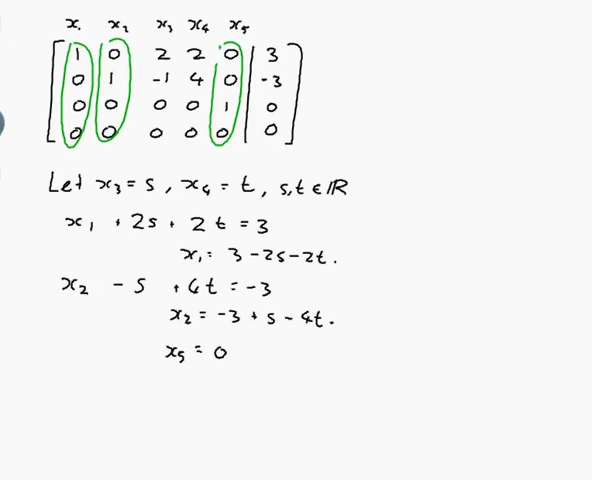 x₁ x₂ x₃ x₄ x₅
1 0 2 2 0 3
0 1 -1 4 0 -3
0 0 0 0 1 0
0 0 0 0 0 0
Let x₃ = s , x₄ = t , s,t ∈ ℝ
x₁ + 2s + 2t = 3
x₁ = 3 - 2s - 2t.
x₂ - s + 4t = -3
x₂ = -3 + s - 4t.
x₅ = 0